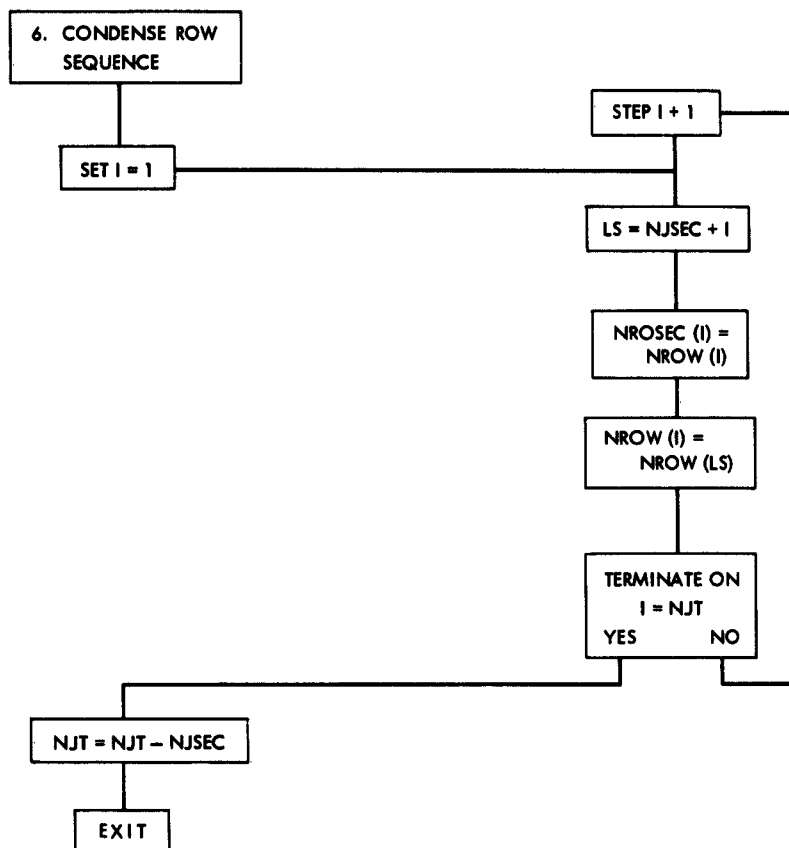 6. CONDENSE ROW
SEQUENCE
SET I = 1
STEP I + 1
LS = NJSEC + I
NROSEC (I) =
NROW (I)
NROW (I) =
NROW (LS)
TERMINATE ON
I = NJT
YES NO
NJT = NJT – NJSEC
EXIT